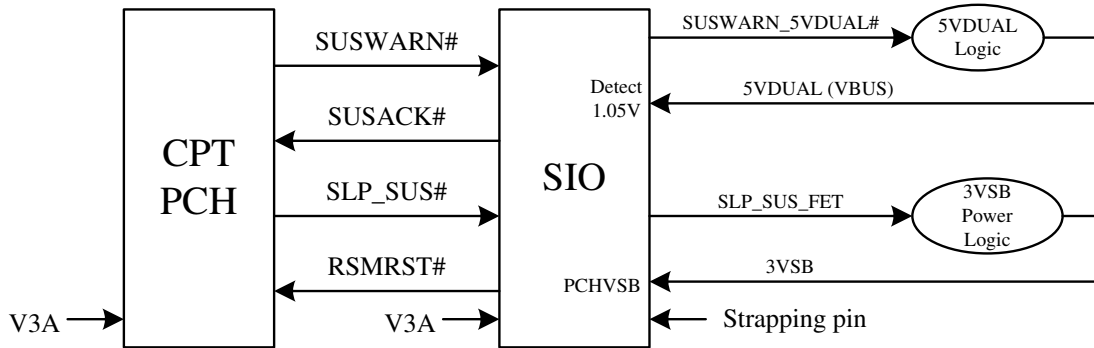 SUSWARN#
SUSACK#
SLP_SUS#
RSMRST#
CPT
PCH
V3A
V3A
SIO
Detect
1.05V
PCHVSB
SUSWARN_5VDUAL#
5VDUAL
Logic
5VDUAL (VBUS)
SLP_SUS_FET
3VSB
Power
Logic
3VSB
Strapping pin